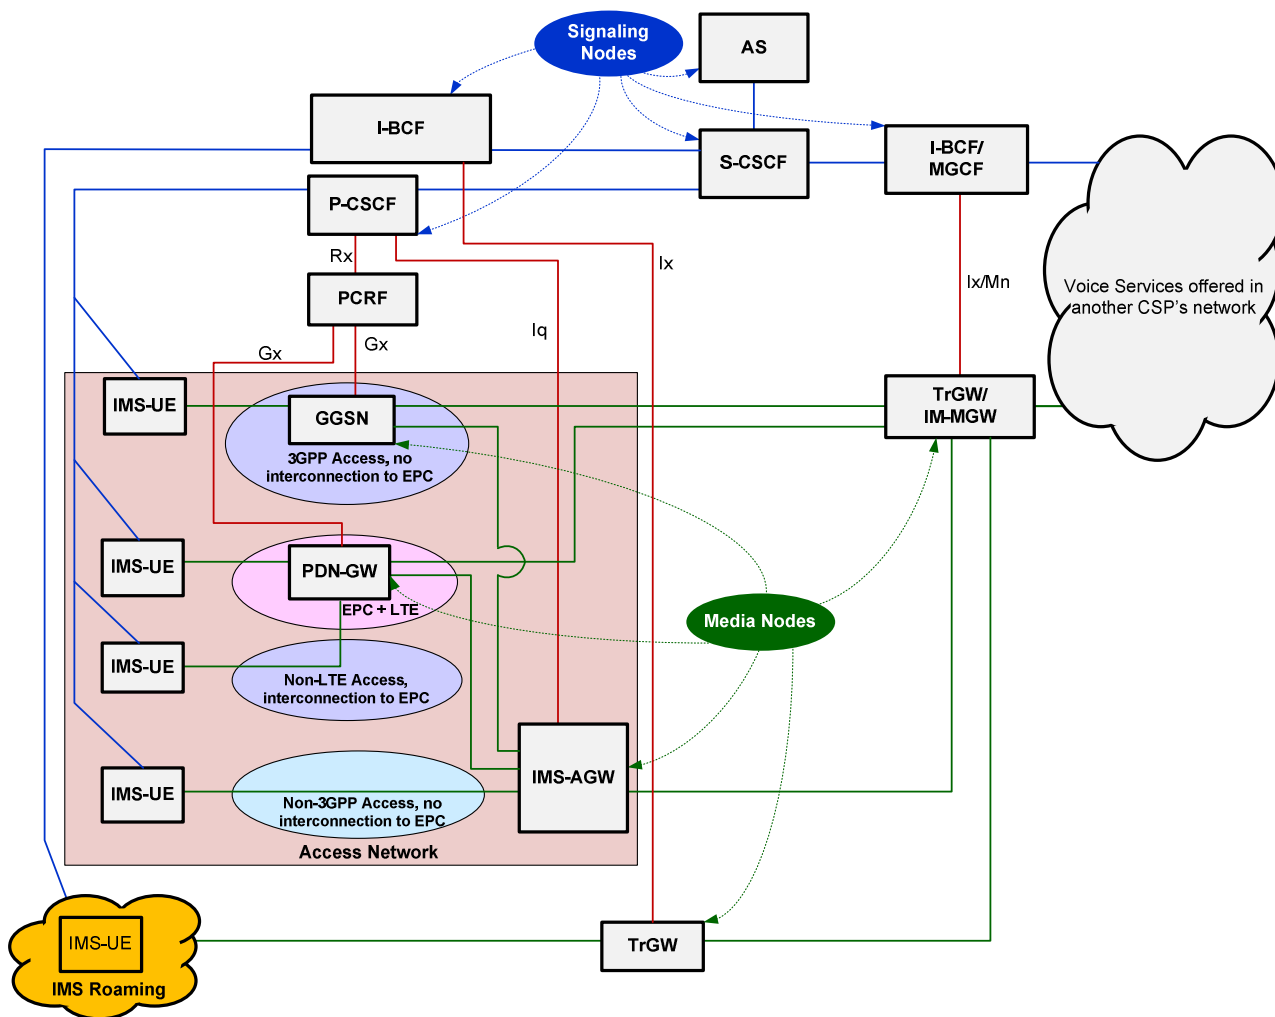 Signaling
Nodes
AS
I-BCF
S-CSCF
I-BCF/
MGCF
P-CSCF
Rx
Ix
PCRF
Ix/Mn
Voice Services offered in
another CSP's network
Iq
Gx
Gx
IMS-UE
GGSN
TrGW/
IM-MGW
3GPP Access, no
interconnection to EPC
IMS-UE
PDN-GW
EPC + LTE
Media Nodes
IMS-UE
Non-LTE Access,
interconnection to EPC
IMS-AGW
IMS-UE
Non-3GPP Access, no
interconnection to EPC
Access Network
IMS-UE
TrGW
IMS Roaming